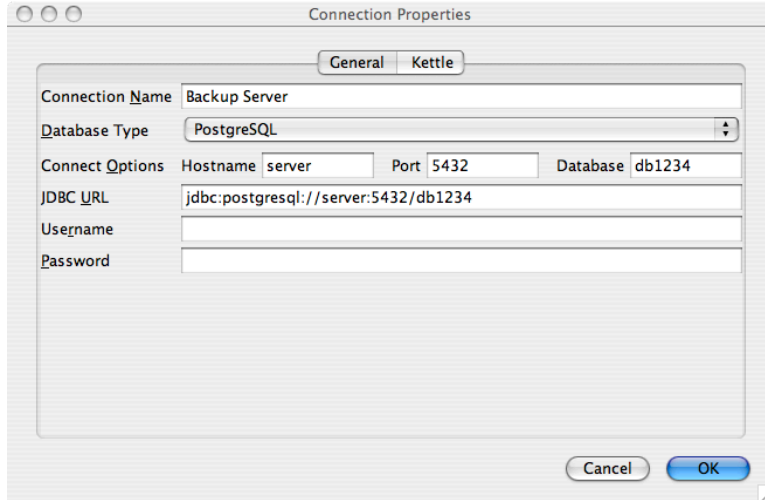 Connection Properties
General Kettle
Connection Name Backup Server
Database Type PostgreSQL
Connect Options Hostname server Port 5432 Database db1234
JDBC URL jdbc:postgresql://server:5432/db1234
Username
Password
Cancel OK